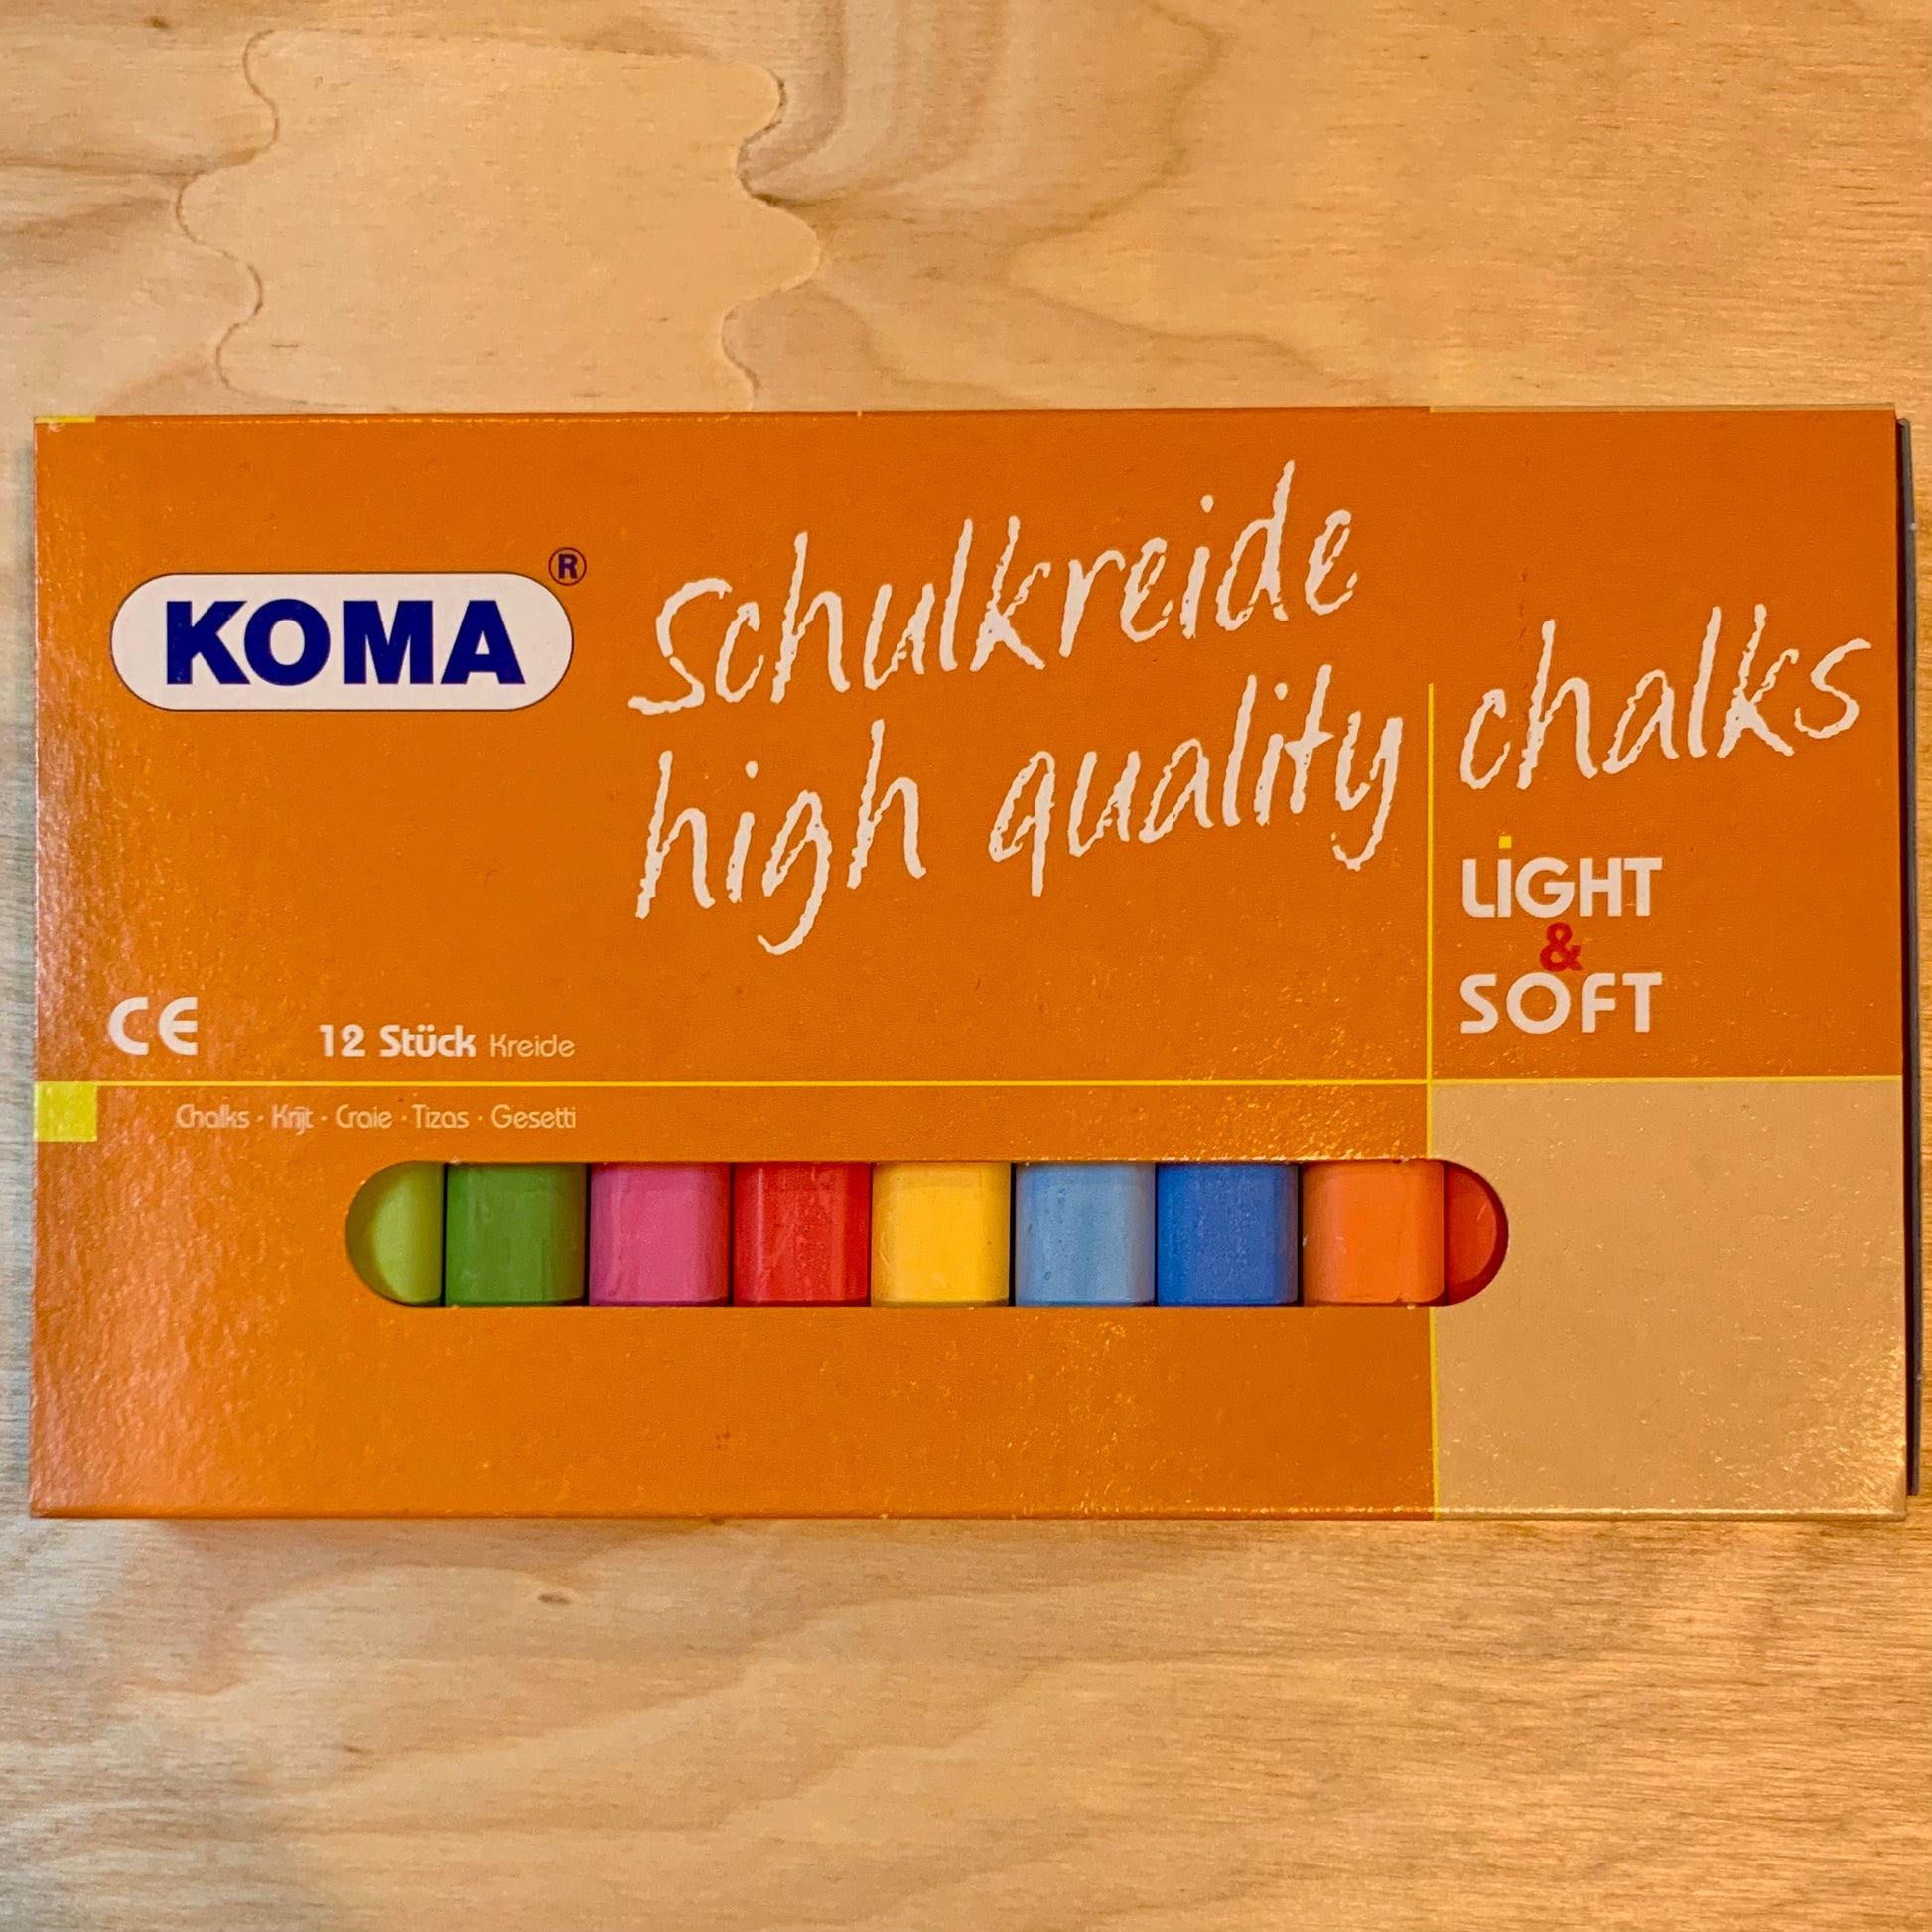 KOMA®
Schulkreide
high quality chalks
LiGHT
&
SOFT
CE
12 Stück Kreide
Chalks · Krijt · Craie · Tizas · Gesetti